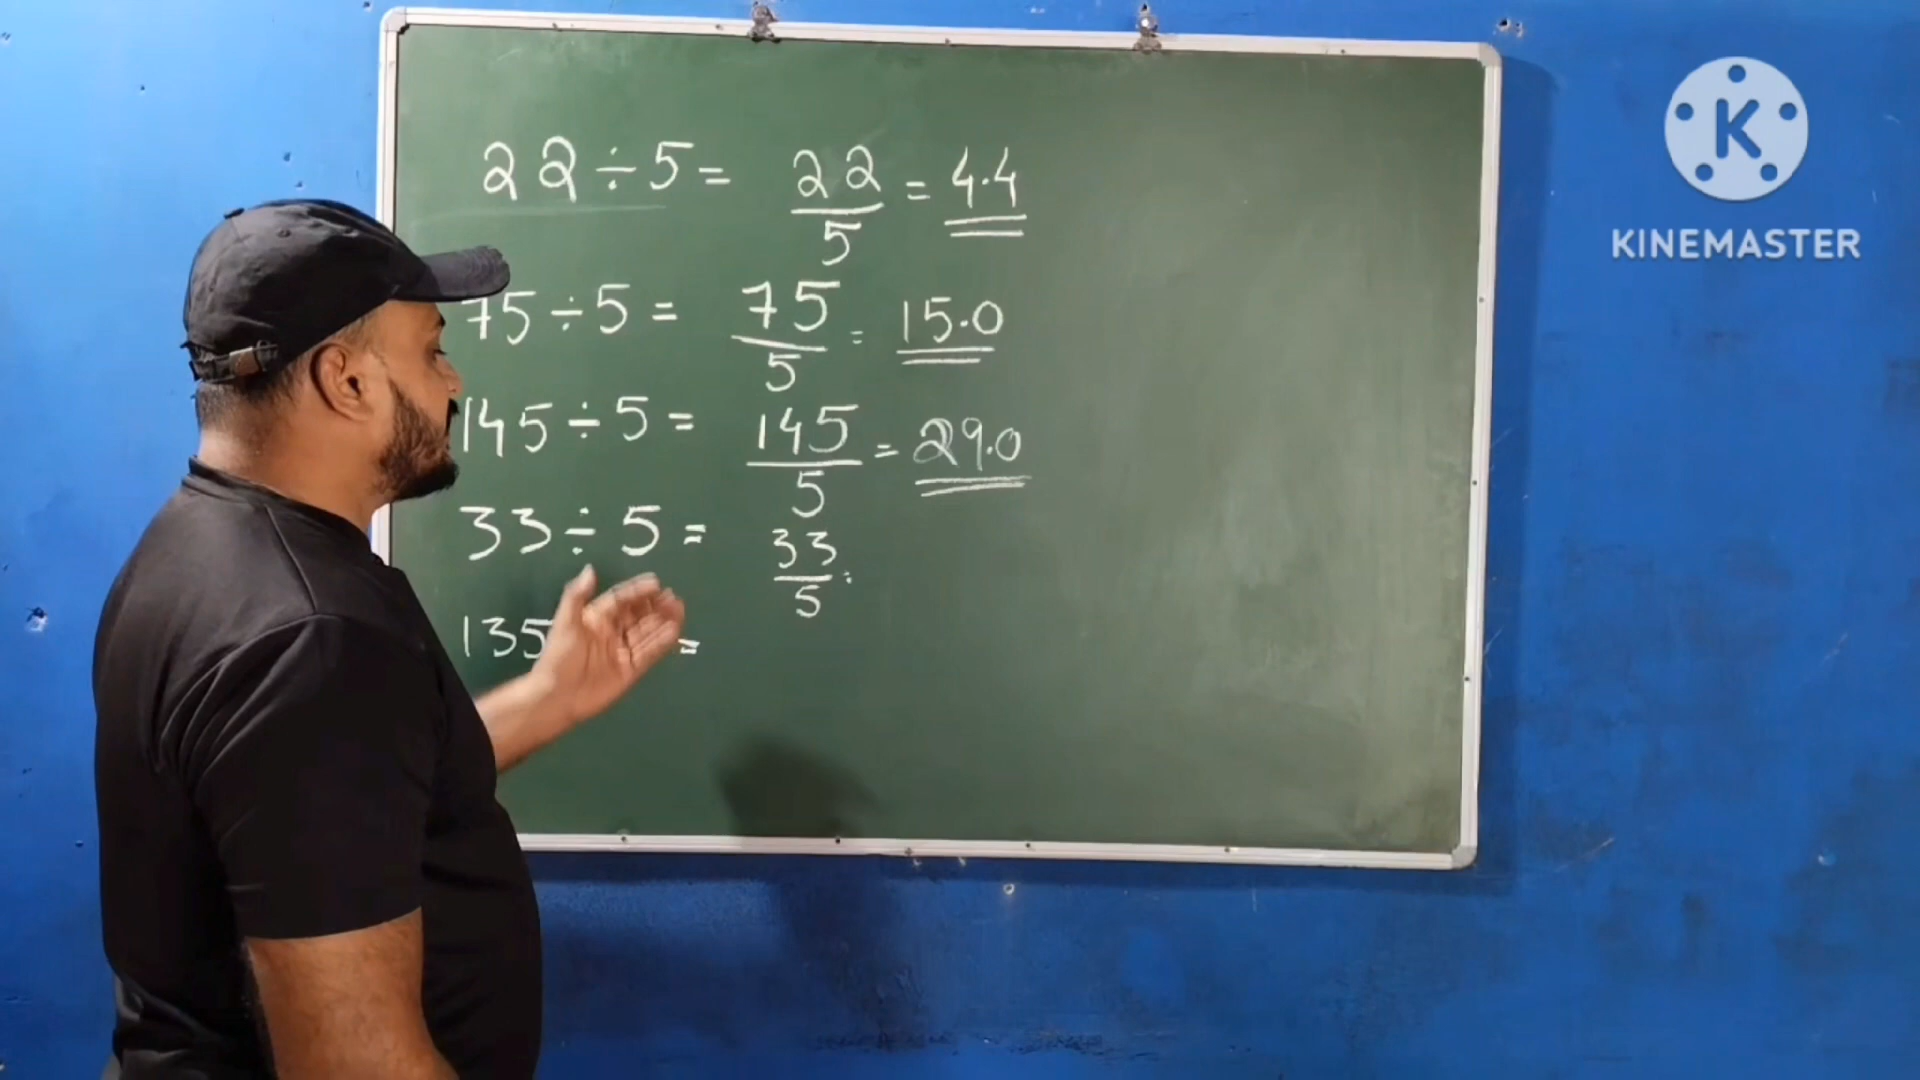 22÷5= 22/5 = 4.4
75÷5= 75/5 = 15.0
145÷5= 145/5 = 29.0
33÷5= 33/5 =
135 =
K
KINEMASTER